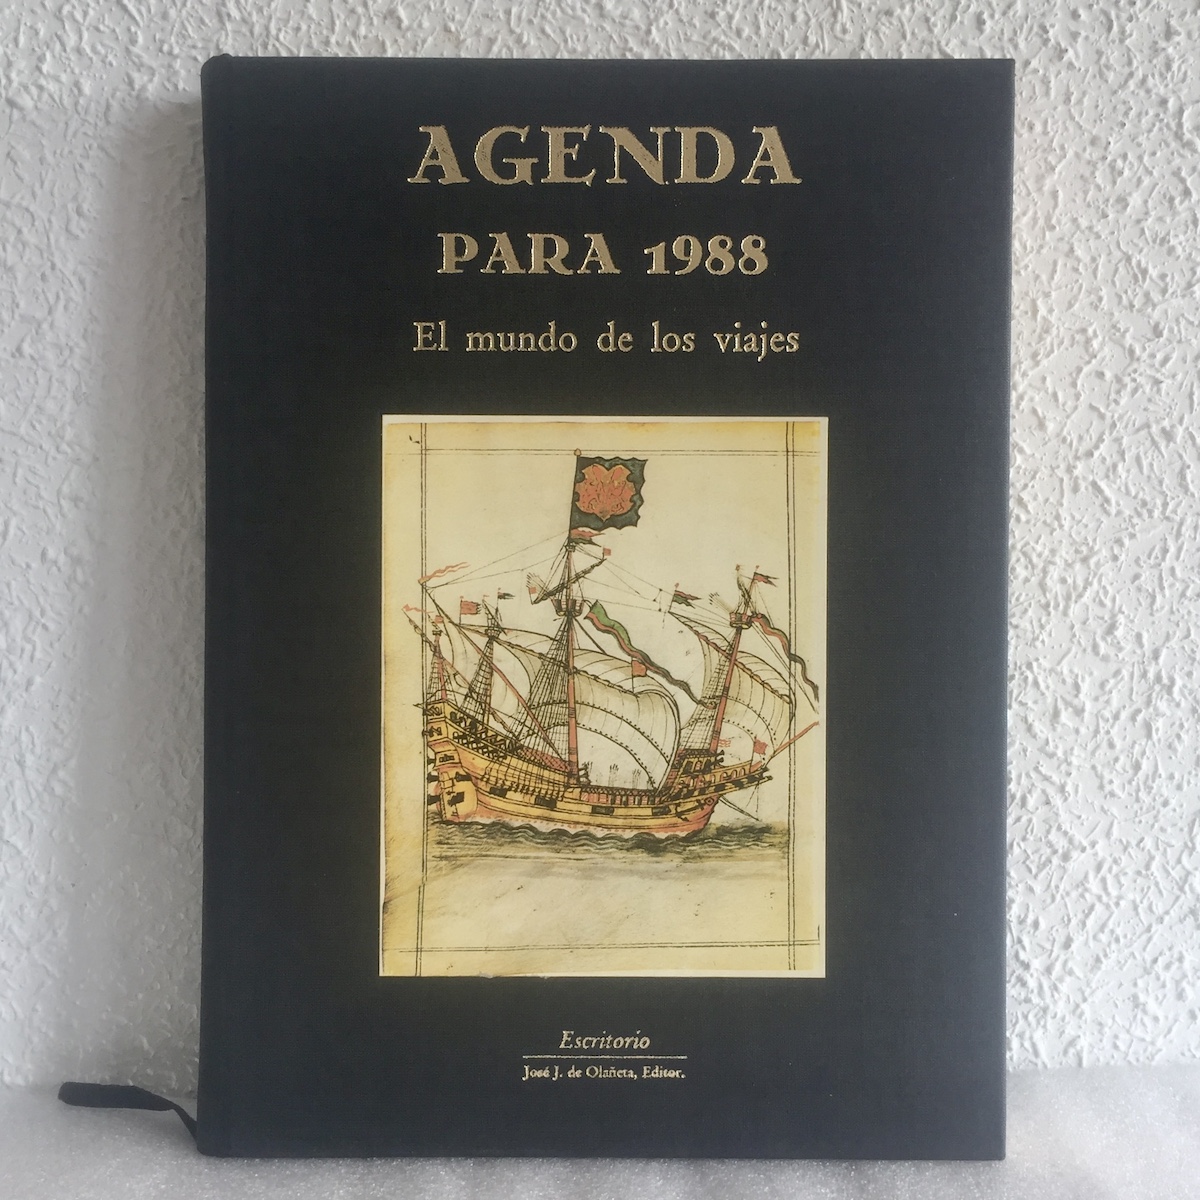 AGENDA
PARA 1988
El mundo de los viajes
Escritorio
José J. de Olañeta, Editor.